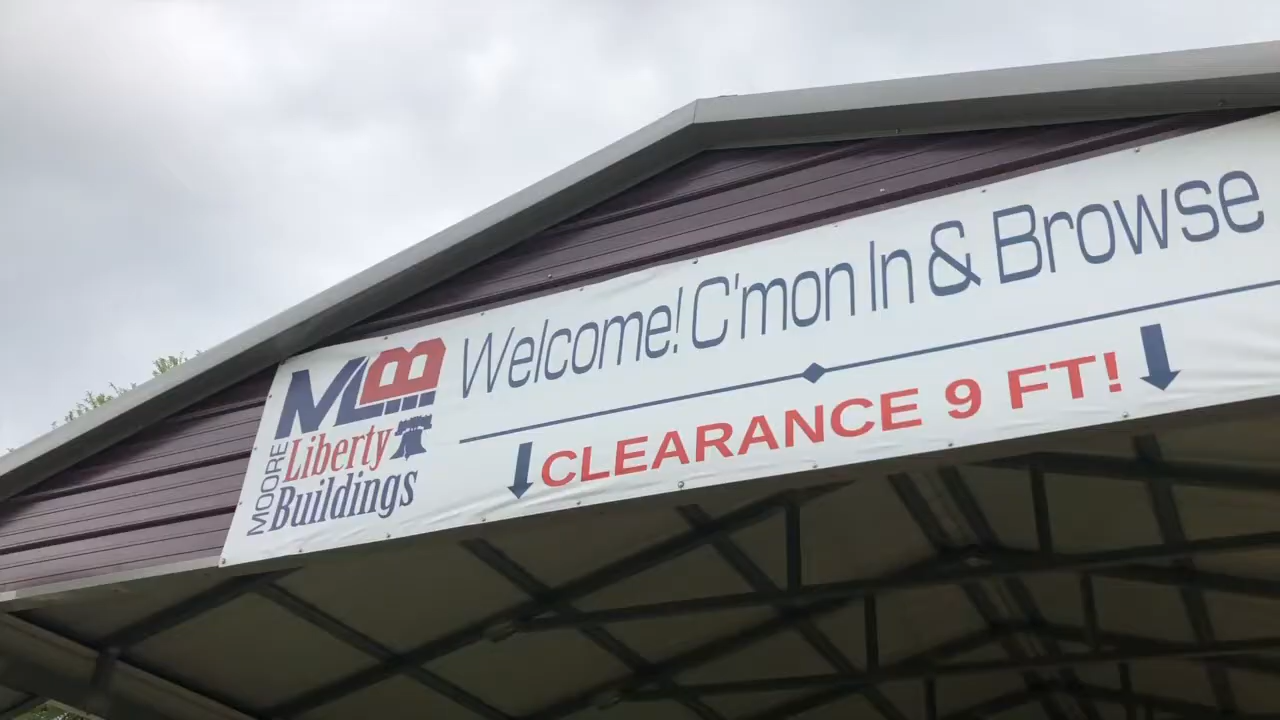 MLB
MOORE
Liberty
Buildings
Welcome! C'mon In & Browse
CLEARANCE 9 FT!